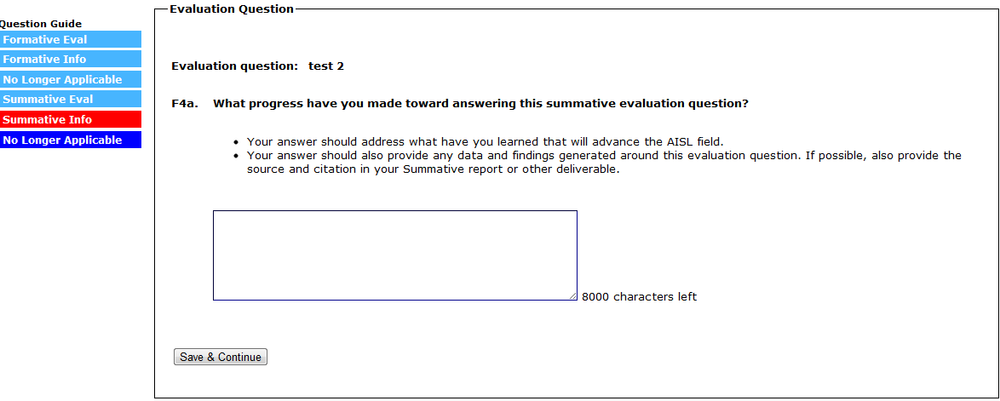 Evaluation Question
Question Guide
Formative Eval
Formative Info
No Longer Applicable
Summative Eval
Summative Info
No Longer Applicable
Evaluation question: test 2
F4a. What progress have you made toward answering this summative evaluation question?
• Your answer should address what have you learned that will advance the AISL field.
• Your answer should also provide any data and findings generated around this evaluation question. If possible, also provide the
source and citation in your Summative report or other deliverable.
8000 characters left
Save & Continue